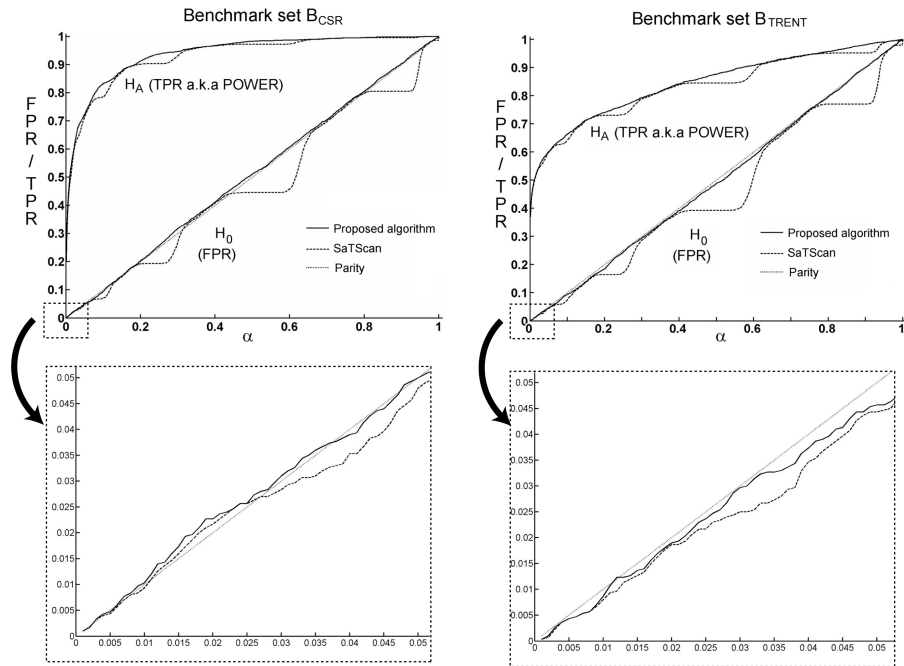 Benchmark set B_CSR
1
0.9
0.8
0.7
0.6
0.5
0.4
0.3
0.2
0.1
0
FPR / TPR
H_A (TPR a.k.a POWER)
H_0
(FPR)
Proposed algorithm
SaTScan
Parity
0 0.2 0.4 0.6 0.8 1
α
Benchmark set B_TRENT
1
0.9
0.8
0.7
0.6
0.5
0.4
0.3
0.2
0.1
0
FPR / TPR
H_A (TPR a.k.a POWER)
H_0
(FPR)
Proposed algorithm
SaTScan
Parity
0 0.2 0.4 0.6 0.8 1
α
0.05
0.045
0.04
0.035
0.03
0.025
0.02
0.015
0.01
0.005
0
0 0.005 0.01 0.015 0.02 0.025 0.03 0.035 0.04 0.045 0.05
0.05
0.045
0.04
0.035
0.03
0.025
0.02
0.015
0.01
0.005
0
0 0.005 0.01 0.015 0.02 0.025 0.03 0.035 0.04 0.045 0.05